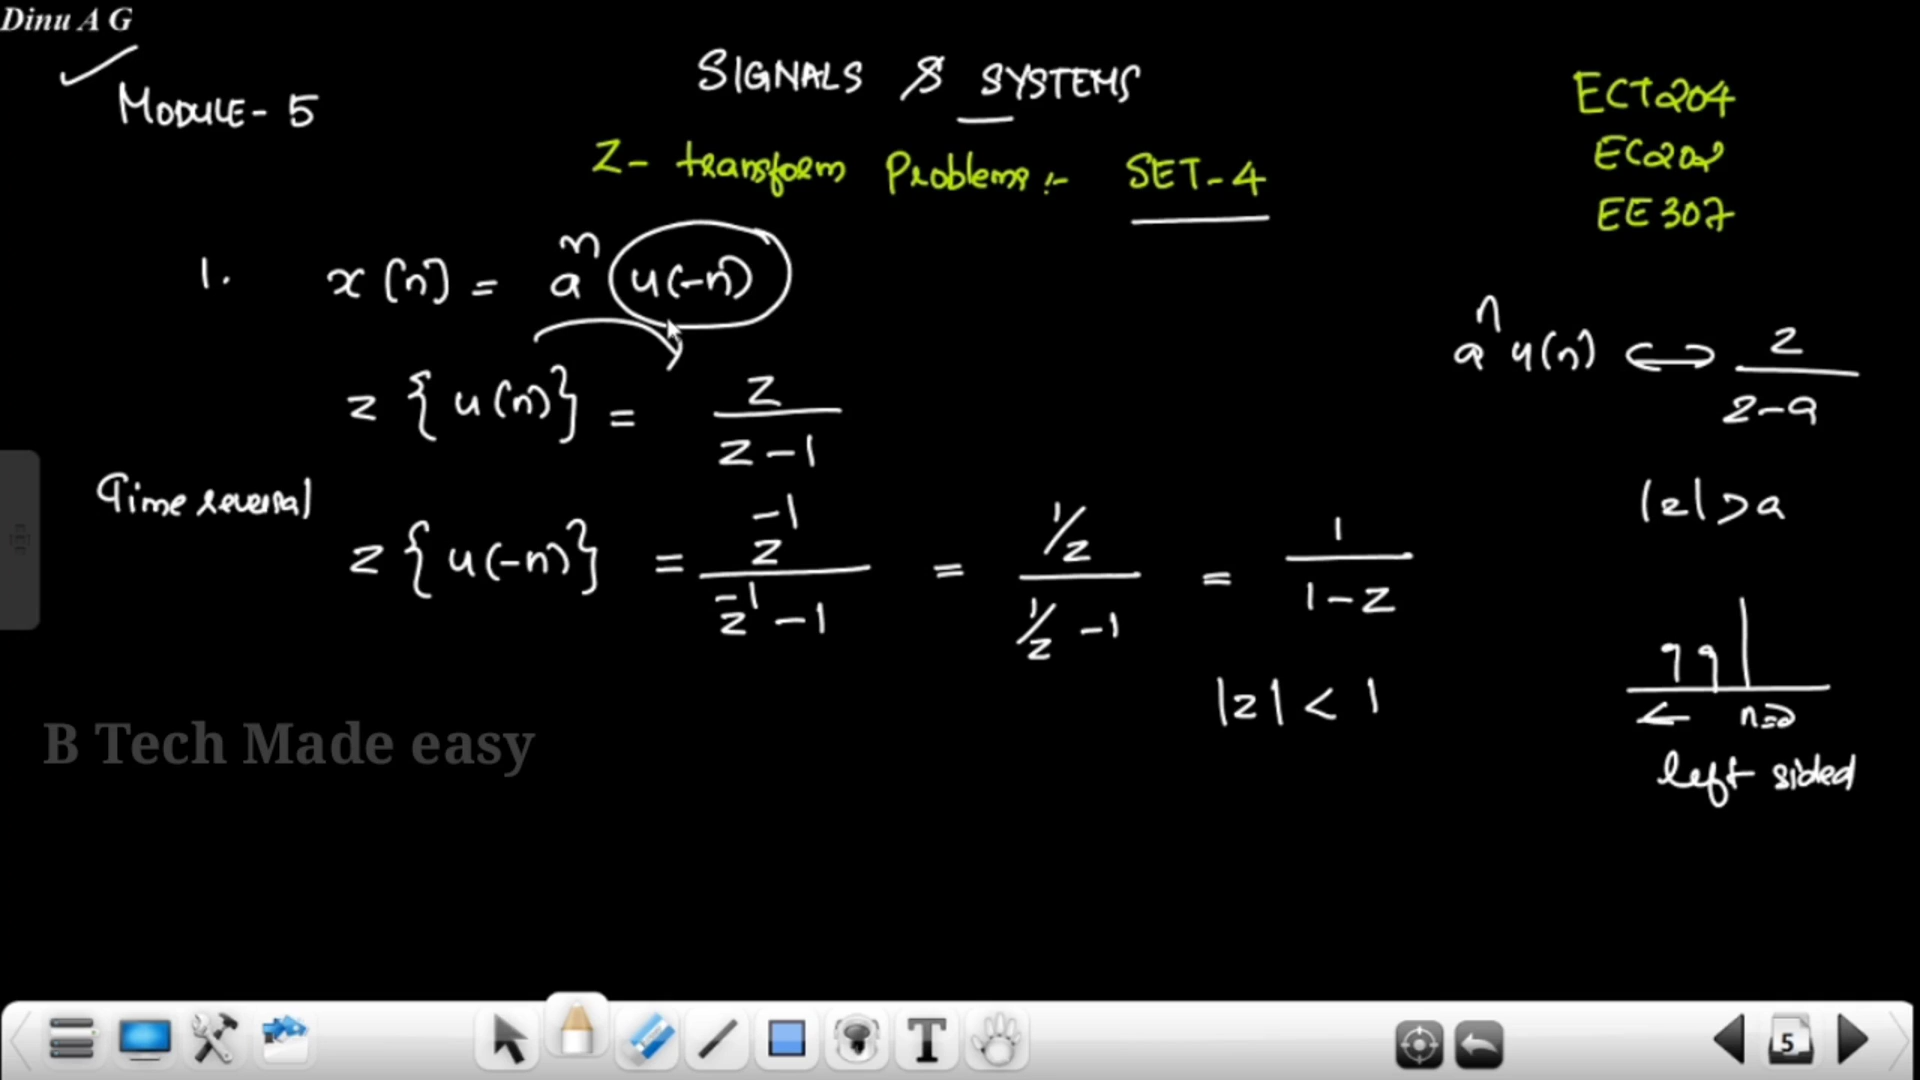 Dinu A G
MODULE - 5
SIGNALS & SYSTEMS
ECT204
EC202
EE307
Z - transform Problems :- SET - 4
1. x[n] = a^n u(-n)
z {u(n)} = z / (z - 1)
Time reversal
z {u(-n)} = z^-1 / (z^-1 - 1) = (1/z) / (1/z - 1) = 1 / (1 - z)
|z| < 1
a^n u(n) ⟷ z / (z - a)
|z| > a
n=0
left sided
B Tech Made easy
T
5